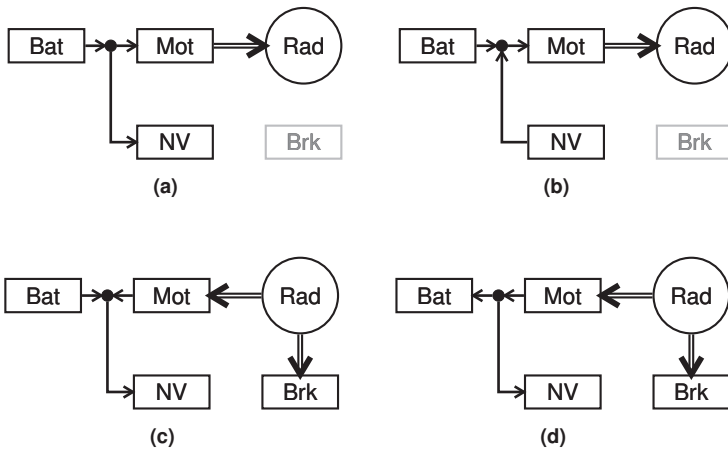 Bat Mot Rad Bat Mot Rad
NV Brk NV Brk
(a) (b)
Bat Mot Rad Bat Mot Rad
NV Brk NV Brk
(c) (d)